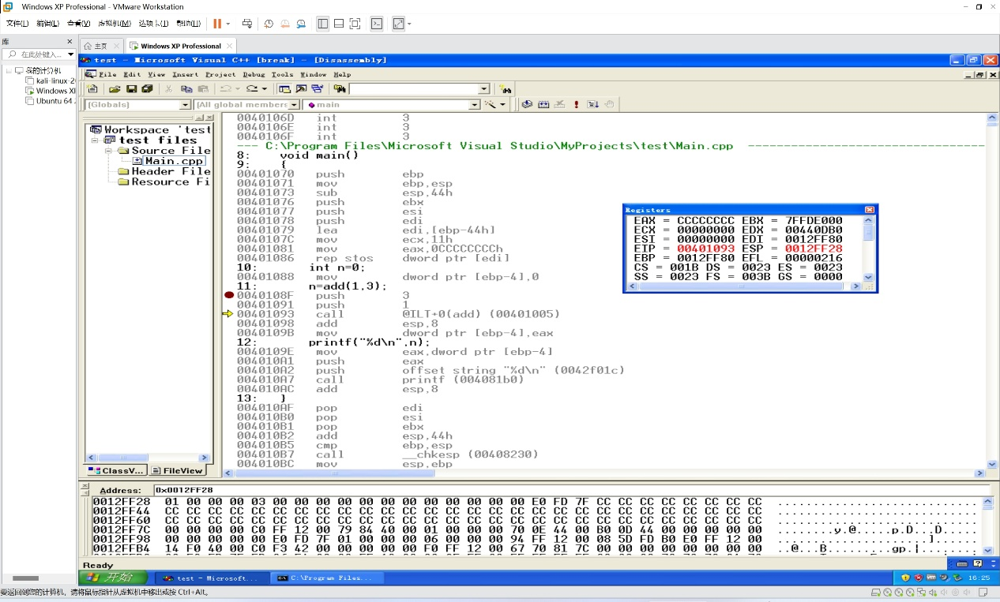 Windows XP Professional - VMware Workstation
文件(F) 编辑(E) 查看(V) 虚拟机(M) 选项卡(T) 帮助(H)
库
在此处键入...
我的计算机
kali-linux-20
Windows XI
Ubuntu 64
主页
Windows XP Professional
test - Microsoft Visual C++ [break] - [Disassembly]
File Edit View Insert Project Debug Tools Window Help
[Globals] [All global members main
Workspace 'test
test files
Source File
Main.cpp
Header File
Resource Fi
ClassV... FileView
0040106D int 3
0040106E int 3
0040106F int 3
--- C:\Program Files\Microsoft Visual Studio\MyProjects\test\Main.cpp
8: void main()
9: {
00401070 push ebp
00401071 mov ebp,esp
00401073 sub esp,44h
00401076 push ebx
00401077 push esi
00401078 push edi
00401079 lea edi,[ebp-44h]
0040107C mov ecx,11h
00401081 mov eax,0CCCCCCCCh
00401086 rep stos dword ptr [edi]
10: int n=0;
00401088 mov dword ptr [ebp-4],0
11: n=add(1,3);
0040108F push 3
00401091 push 1
00401093 call @ILT+0(add) (00401005)
00401098 add esp,8
0040109B mov dword ptr [ebp-4],eax
12: printf("%d\n",n);
0040109E mov eax,dword ptr [ebp-4]
004010A1 push eax
004010A2 push offset string "%d\n" (0042f01c)
004010A7 call printf (004081b0)
004010AC add esp,8
13: }
004010AF pop edi
004010B0 pop esi
004010B1 pop ebx
004010B2 add esp,44h
004010B5 cmp ebp,esp
004010B7 call __chkesp (00408230)
004010BC mov esp,ebp
Registers
EAX = CCCCCCCC EBX = 7FFDE000
ECX = 00000000 EDX = 00440DB0
ESI = 00000000 EDI = 0012FF80
EIP = 00401093 ESP = 0012FF28
EBP = 0012FF80 EFL = 00000216
CS = 001B DS = 0023 ES = 0023
SS = 0023 FS = 003B GS = 0000
Address: 0x0012FF28
0012FF28 01 00 00 00 03 00 00 00 00 00 00 00 00 00 00 00 00 E0 FD 7F CC CC CC CC CC CC CC CC
0012FF44 CC CC CC CC CC CC CC CC CC CC CC CC CC CC CC CC CC CC CC CC CC CC CC CC CC CC CC CC
0012FF60 CC CC CC CC CC CC CC CC CC CC CC CC CC CC CC CC CC CC CC CC CC CC CC CC CC CC CC CC
0012FF7C 00 00 00 00 C0 FF 12 00 79 84 40 00 01 00 00 00 70 0E 44 00 B0 0D 44 00 00 00 00 00
0012FF98 00 00 00 00 00 E0 FD 7F 01 00 00 00 06 00 00 00 94 FF 12 00 08 5D FD B0 E0 FF 12 00
0012FFB4 14 F0 40 00 C0 F3 42 00 00 00 00 00 F0 FF 12 00 67 70 81 7C 00 00 00 00 00 00 00 00
Ready
开始 test - Microsoft... C:\Program Files... 16:25
要返回到您的计算机，请将鼠标指针从虚拟机中移出或按 Ctrl+Alt。